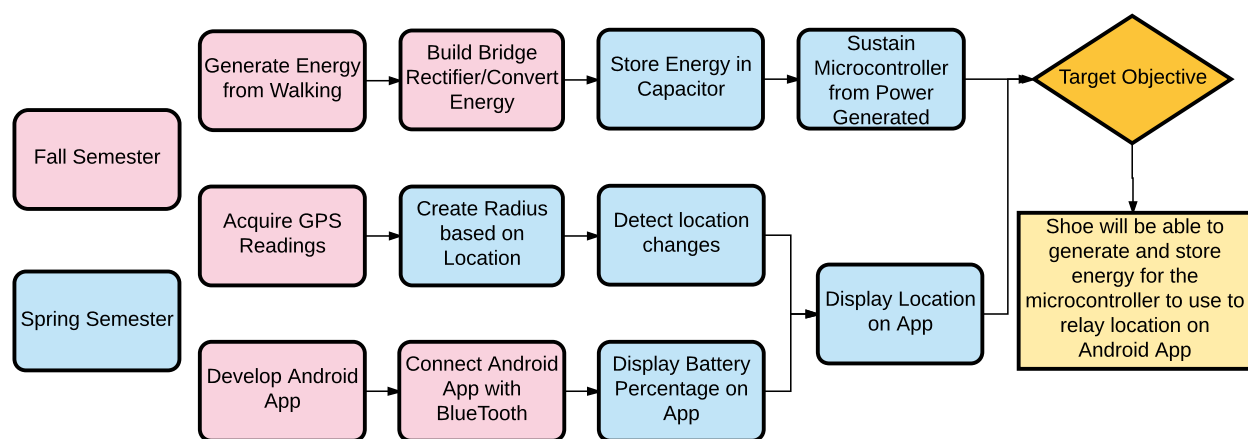 Fall Semester
Spring Semester
Generate Energy
from Walking
Build Bridge
Rectifier/Convert
Energy
Store Energy in
Capacitor
Sustain
Microcontroller
from Power
Generated
Target Objective
Acquire GPS
Readings
Create Radius
based on
Location
Detect location
changes
Develop Android
App
Connect Android
App with
BlueTooth
Display Battery
Percentage on
App
Display Location
on App
Shoe will be able to
generate and store
energy for the
microcontroller to use to
relay location on
Android App